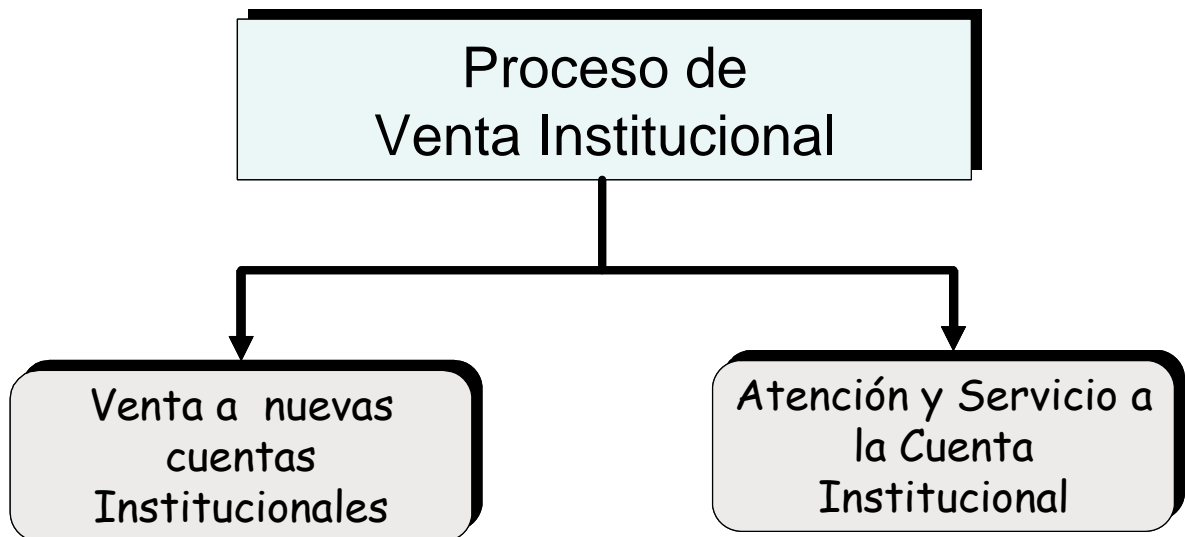 Proceso de
Venta Institucional
Venta a nuevas
cuentas
Institucionales
Atención y Servicio a
la Cuenta
Institucional